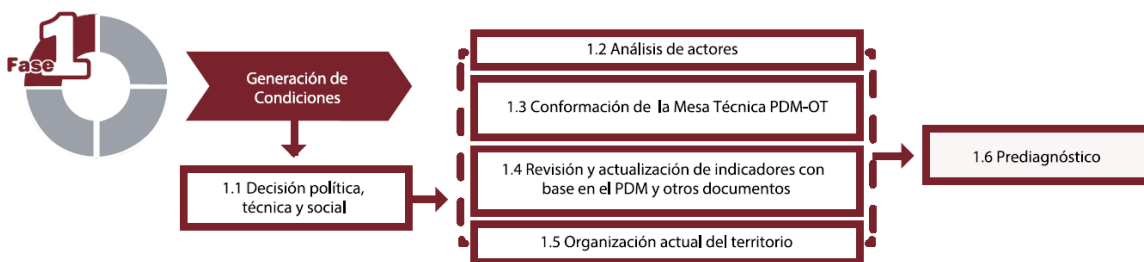 Fase 1
Generación de
Condiciones
1.1 Decisión política,
técnica y social
1.2 Análisis de actores
1.3 Conformación de la Mesa Técnica PDM-OT
1.4 Revisión y actualización de indicadores con
base en el PDM y otros documentos
1.5 Organización actual del territorio
1.6 Prediagnóstico